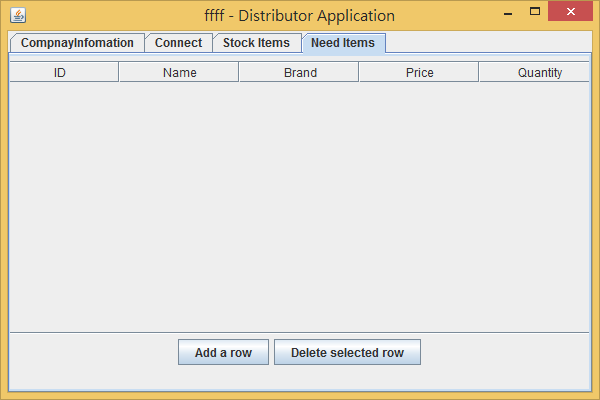 ffff - Distributor Application
CompnayInfomation Connect Stock Items Need Items
ID Name Brand Price Quantity
Add a row Delete selected row